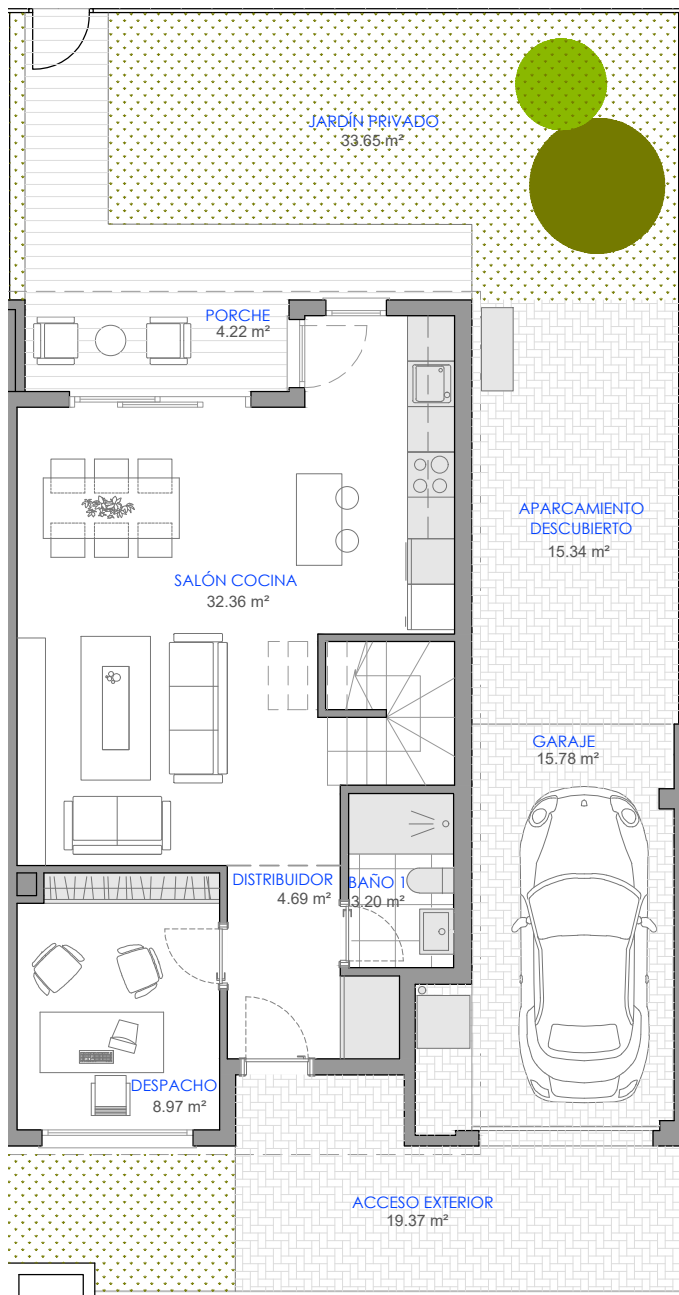 JARDÍN PRIVADO
33.65 m²
PORCHE
4.22 m²
APARCAMIENTO
DESCUBIERTO
15.34 m²
SALÓN COCINA
32.36 m²
GARAJE
15.78 m²
DISTRIBUIDOR
4.69 m²
BAÑO 1
3.20 m²
DESPACHO
8.97 m²
ACCESO EXTERIOR
19.37 m²